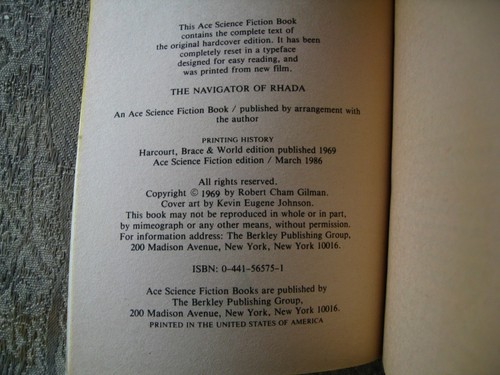 This Ace Science Fiction Book
contains the complete text of
the original hardcover edition. It has been
completely reset in a typeface
designed for easy reading, and
was printed from new film.
THE NAVIGATOR OF RHADA
An Ace Science Fiction Book / published by arrangement with
the author
PRINTING HISTORY
Harcourt, Brace & World edition published 1969
Ace Science Fiction edition / March 1986
All rights reserved.
Copyright © 1969 by Robert Cham Gilman.
Cover art by Kevin Eugene Johnson.
This book may not be reproduced in whole or in part,
by mimeograph or any other means, without permission.
For information address: The Berkley Publishing Group,
200 Madison Avenue, New York, New York 10016.
ISBN: 0-441-56575-1
Ace Science Fiction Books are published by
The Berkley Publishing Group,
200 Madison Avenue, New York, New York 10016.
PRINTED IN THE UNITED STATES OF AMERICA